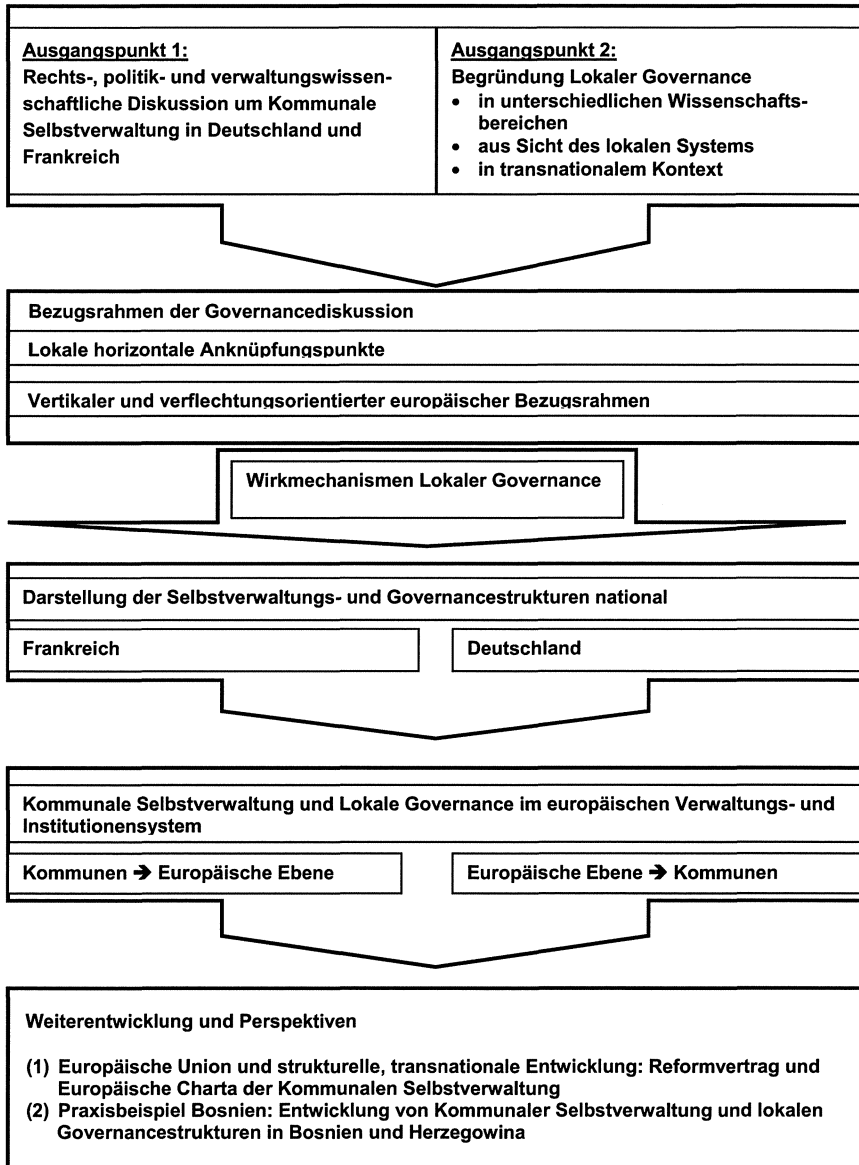 Ausgangspunkt 1:
Rechts-, politik- und verwaltungswissen-
schaftliche Diskussion um Kommunale
Selbstverwaltung in Deutschland und
Frankreich
Ausgangspunkt 2:
Begründung Lokaler Governance
• in unterschiedlichen Wissenschafts-
bereichen
• aus Sicht des lokalen Systems
• in transnationalem Kontext
Bezugsrahmen der Governancediskussion
Lokale horizontale Anknüpfungspunkte
Vertikaler und verflechtungsorientierter europäischer Bezugsrahmen
Wirkmechanismen Lokaler Governance
Darstellung der Selbstverwaltungs- und Governancestrukturen national
Frankreich
Deutschland
Kommunale Selbstverwaltung und Lokale Governance im europäischen Verwaltungs- und
Institutionensystem
Kommunen ➔ Europäische Ebene
Europäische Ebene ➔ Kommunen
Weiterentwicklung und Perspektiven
(1) Europäische Union und strukturelle, transnationale Entwicklung: Reformvertrag und
Europäische Charta der Kommunalen Selbstverwaltung
(2) Praxisbeispiel Bosnien: Entwicklung von Kommunaler Selbstverwaltung und lokalen
Governancestrukturen in Bosnien und Herzegowina